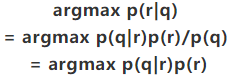 argmax p(r|q)
= argmax p(q|r)p(r)/p(q)
= argmax p(q|r)p(r)